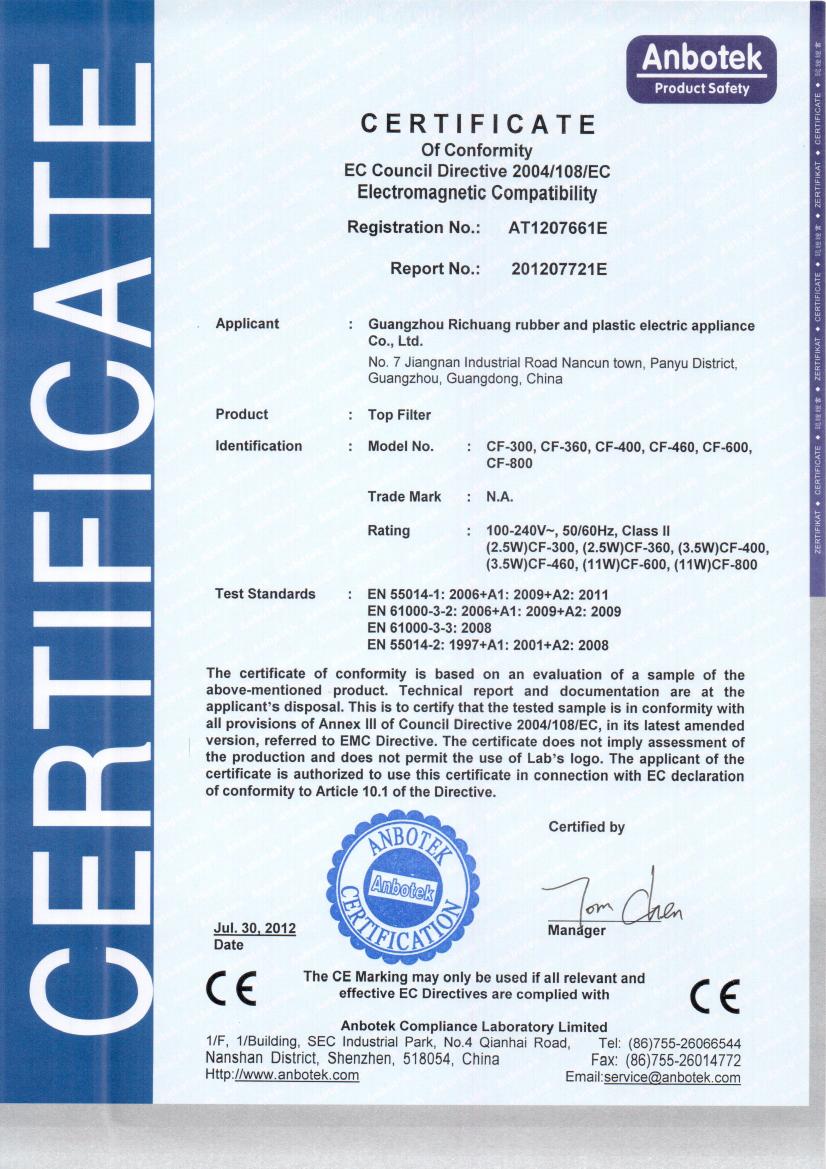 CERTIFICATE
Anbotek
Product Safety
CERTIFICATE
Of Conformity
EC Council Directive 2004/108/EC
Electromagnetic Compatibility
Registration No.: AT1207661E
Report No.: 201207721E
Applicant : Guangzhou Richuang rubber and plastic electric appliance
Co., Ltd.
No. 7 Jiangnan Industrial Road Nancun town, Panyu District,
Guangzhou, Guangdong, China
Product : Top Filter
Identification : Model No. : CF-300, CF-360, CF-400, CF-460, CF-600,
CF-800
Trade Mark : N.A.
Rating : 100-240V~, 50/60Hz, Class II
(2.5W)CF-300, (2.5W)CF-360, (3.5W)CF-400,
(3.5W)CF-460, (11W)CF-600, (11W)CF-800
Test Standards : EN 55014-1: 2006+A1: 2009+A2: 2011
EN 61000-3-2: 2006+A1: 2009+A2: 2009
EN 61000-3-3: 2008
EN 55014-2: 1997+A1: 2001+A2: 2008
The certificate of conformity is based on an evaluation of a sample of the
above-mentioned product. Technical report and documentation are at the
applicant's disposal. This is to certify that the tested sample is in conformity with
all provisions of Annex III of Council Directive 2004/108/EC, in its latest amended
version, referred to EMC Directive. The certificate does not imply assessment of
the production and does not permit the use of Lab's logo. The applicant of the
certificate is authorized to use this certificate in connection with EC declaration
of conformity to Article 10.1 of the Directive.
Certified by
ANBOTEK
Anbotek
CERTIFICATION
Tom Chen
Jul. 30, 2012
Date
Manager
CE
The CE Marking may only be used if all relevant and
effective EC Directives are complied with
CE
Anbotek Compliance Laboratory Limited
1/F, 1/Building, SEC Industrial Park, No.4 Qianhai Road, Tel: (86)755-26066544
Nanshan District, Shenzhen, 518054, China Fax: (86)755-26014772
Http://www.anbotek.com Email:service@anbotek.com
ZERTIFIKAT ◆ CERTIFICATE ◆ ZERTIFIKAT ◆ CERTIFICATE ◆ ZERTIFIKAT ◆ CERTIFICATE ◆